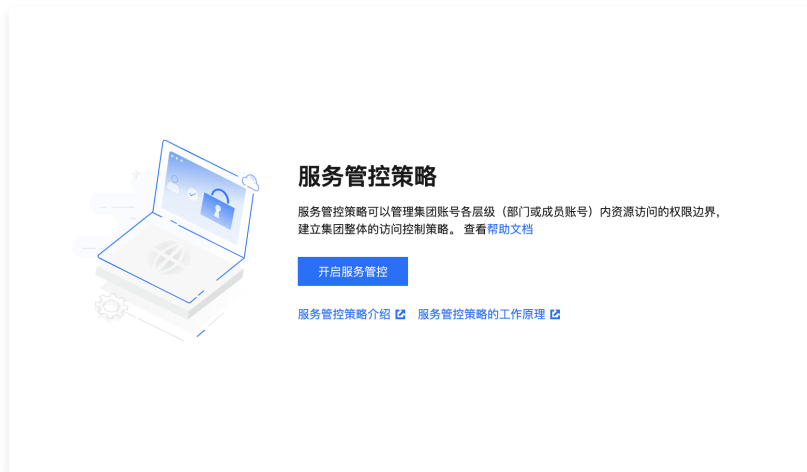 服务管控策略
服务管控策略可以管理集团账号各层级（部门或成员账号）内资源访问的权限边界，
建立集团整体的访问控制策略。 查看帮助文档
开启服务管控
服务管控策略介绍 服务管控策略的工作原理